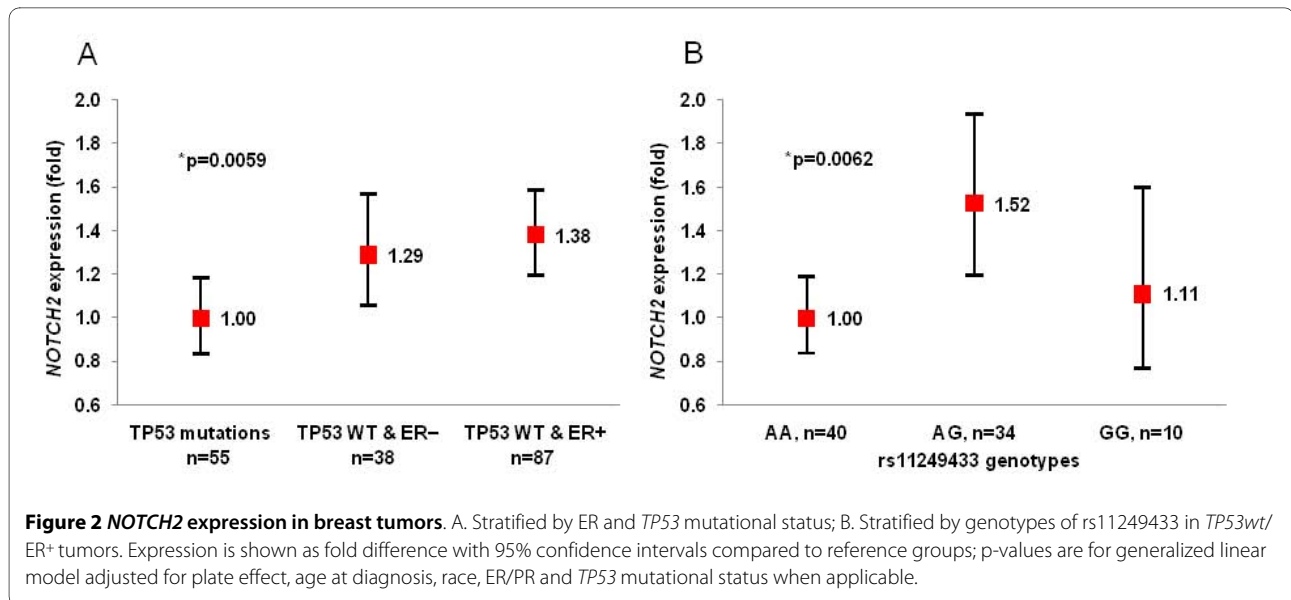 A
NOTCH2 expression (fold)
2.0
1.8
1.6
1.4
1.2
1.0
0.8
0.6
*p=0.0059
1.00
1.29
1.38
TP53 mutations
n=55
TP53 WT & ER–
n=38
TP53 WT & ER+
n=87
B
NOTCH2 expression (fold)
2.0
1.8
1.6
1.4
1.2
1.0
0.8
0.6
*p=0.0062
1.00
1.52
1.11
AA, n=40
AG, n=34
GG, n=10
rs11249433 genotypes
Figure 2 NOTCH2 expression in breast tumors. A. Stratified by ER and TP53 mutational status; B. Stratified by genotypes of rs11249433 in TP53wt/
ER+ tumors. Expression is shown as fold difference with 95% confidence intervals compared to reference groups; p-values are for generalized linear
model adjusted for plate effect, age at diagnosis, race, ER/PR and TP53 mutational status when applicable.